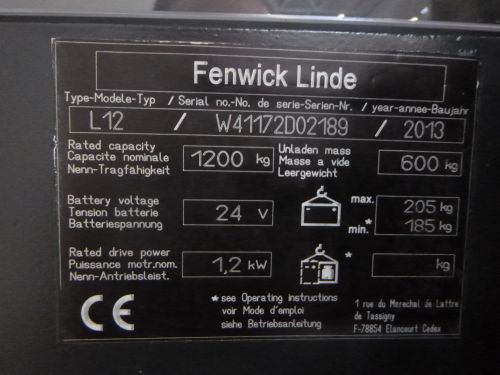 Fenwick Linde
Type-Modele-Typ / Serial no.-No. de serie-Serien-Nr. / year-annee-Baujahr
L12 / W41172D02189 / 2013
Rated capacity
Capacite nominale
Nenn-Tragfähigkeit
1200 kg
Unladen mass
Masse a vide
Leergewicht
600 kg
Battery voltage
Tension batterie
Batteriespannung
24 V
max. 205 kg
min.* 185 kg
Rated drive power
Puissance motr.nom.
Nenn-Antriebsleist.
1,2 kW
* kg
CE
* see Operating instructions
voir Mode d'emploi
siehe Betriebsanleitung
1 rue du Merechal de Lattre
de Tassigny
F-78854 Elancourt Cedex